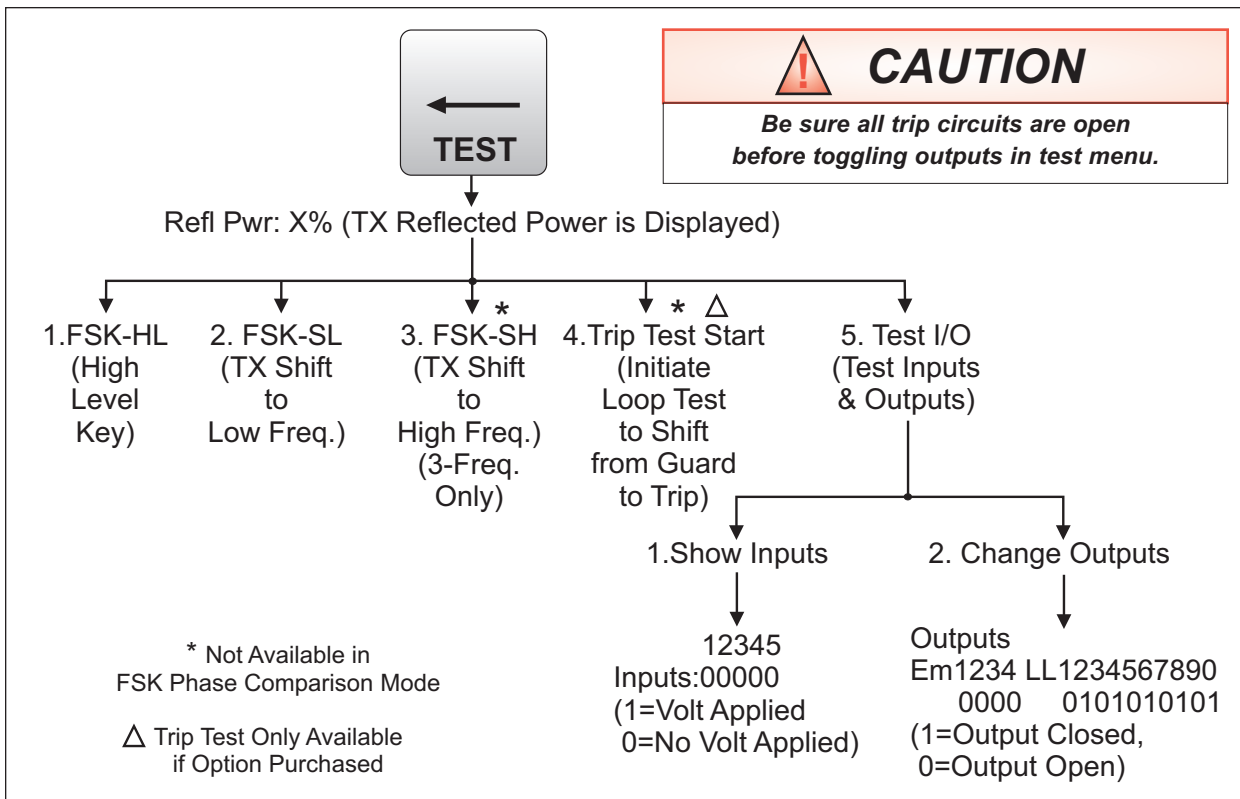 TEST
! CAUTION
Be sure all trip circuits are open
before toggling outputs in test menu.
Refl Pwr: X% (TX Reflected Power is Displayed)
1.FSK-HL
(High
Level
Key)
2. FSK-SL
(TX Shift
to
Low Freq.)
*
3. FSK-SH
(TX Shift
to
High Freq.)
(3-Freq.
Only)
* △
4.Trip Test Start
(Initiate
Loop Test
to Shift
from Guard
to Trip)
5. Test I/O
(Test Inputs
& Outputs)
1.Show Inputs
12345
Inputs:00000
(1=Volt Applied
0=No Volt Applied)
2. Change Outputs
Outputs
Em1234 LL1234567890
0000 0101010101
(1=Output Closed,
0=Output Open)
* Not Available in
FSK Phase Comparison Mode
△ Trip Test Only Available
if Option Purchased